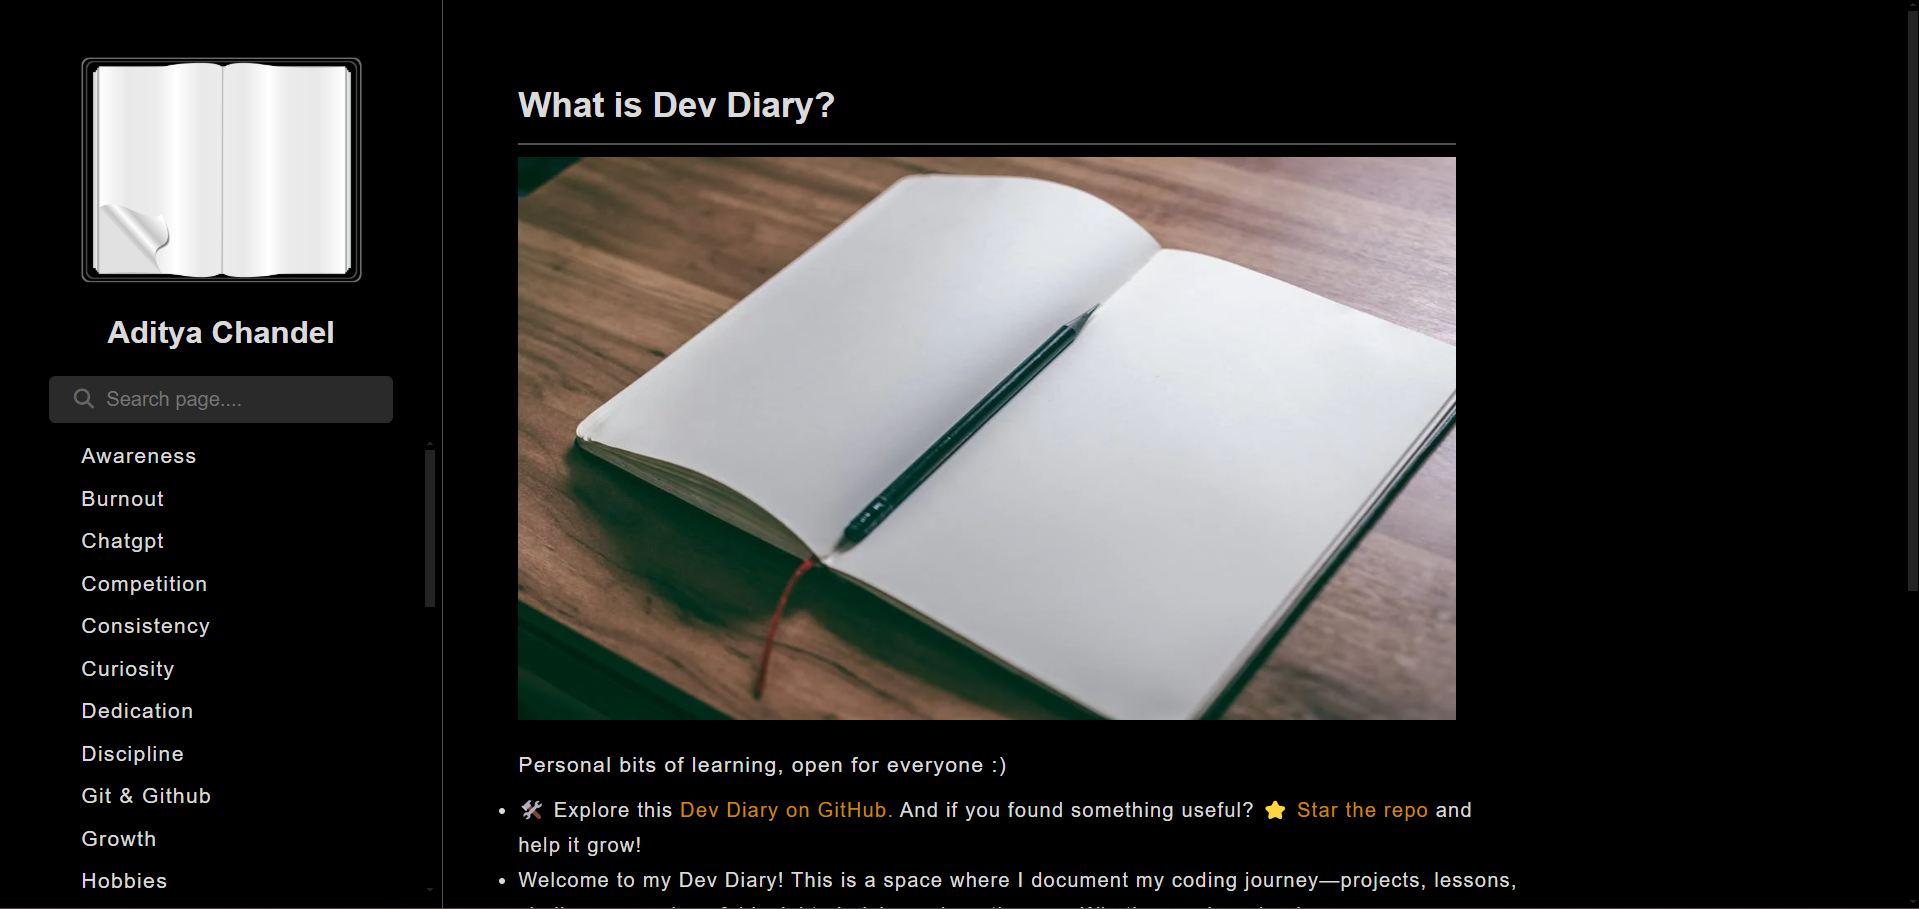 Aditya Chandel
Search page....
Awareness
Burnout
Chatgpt
Competition
Consistency
Curiosity
Dedication
Discipline
Git & Github
Growth
Hobbies
What is Dev Diary?
Personal bits of learning, open for everyone :)
• 🛠️ Explore this Dev Diary on GitHub. And if you found something useful? ⭐ Star the repo and
help it grow!
• Welcome to my Dev Diary! This is a space where I document my coding journey—projects, lessons,